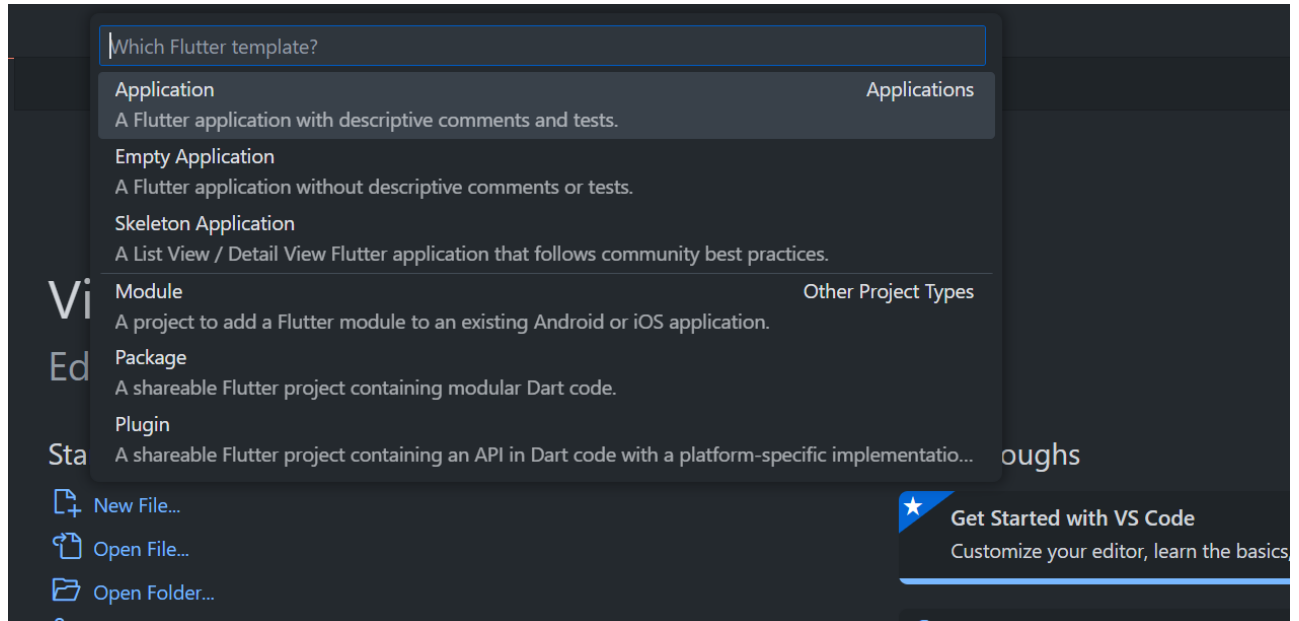 Which Flutter template?
Application Applications
A Flutter application with descriptive comments and tests.
Empty Application
A Flutter application without descriptive comments or tests.
Skeleton Application
A List View / Detail View Flutter application that follows community best practices.
Module Other Project Types
A project to add a Flutter module to an existing Android or iOS application.
Package
A shareable Flutter project containing modular Dart code.
Plugin
A shareable Flutter project containing an API in Dart code with a platform-specific implementatio...
Vi
Ed
Sta
oughs
New File...
Open File...
Open Folder...
Get Started with VS Code
Customize your editor, learn the basics,